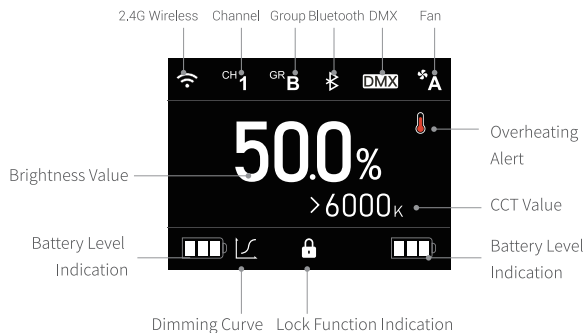 2.4G Wireless Channel Group Bluetooth DMX Fan
CH 1 GR B DMX A
50.0%
Overheating
Alert
Brightness Value
>6000K
CCT Value
Battery Level
Indication
Battery Level
Indication
Dimming Curve Lock Function Indication